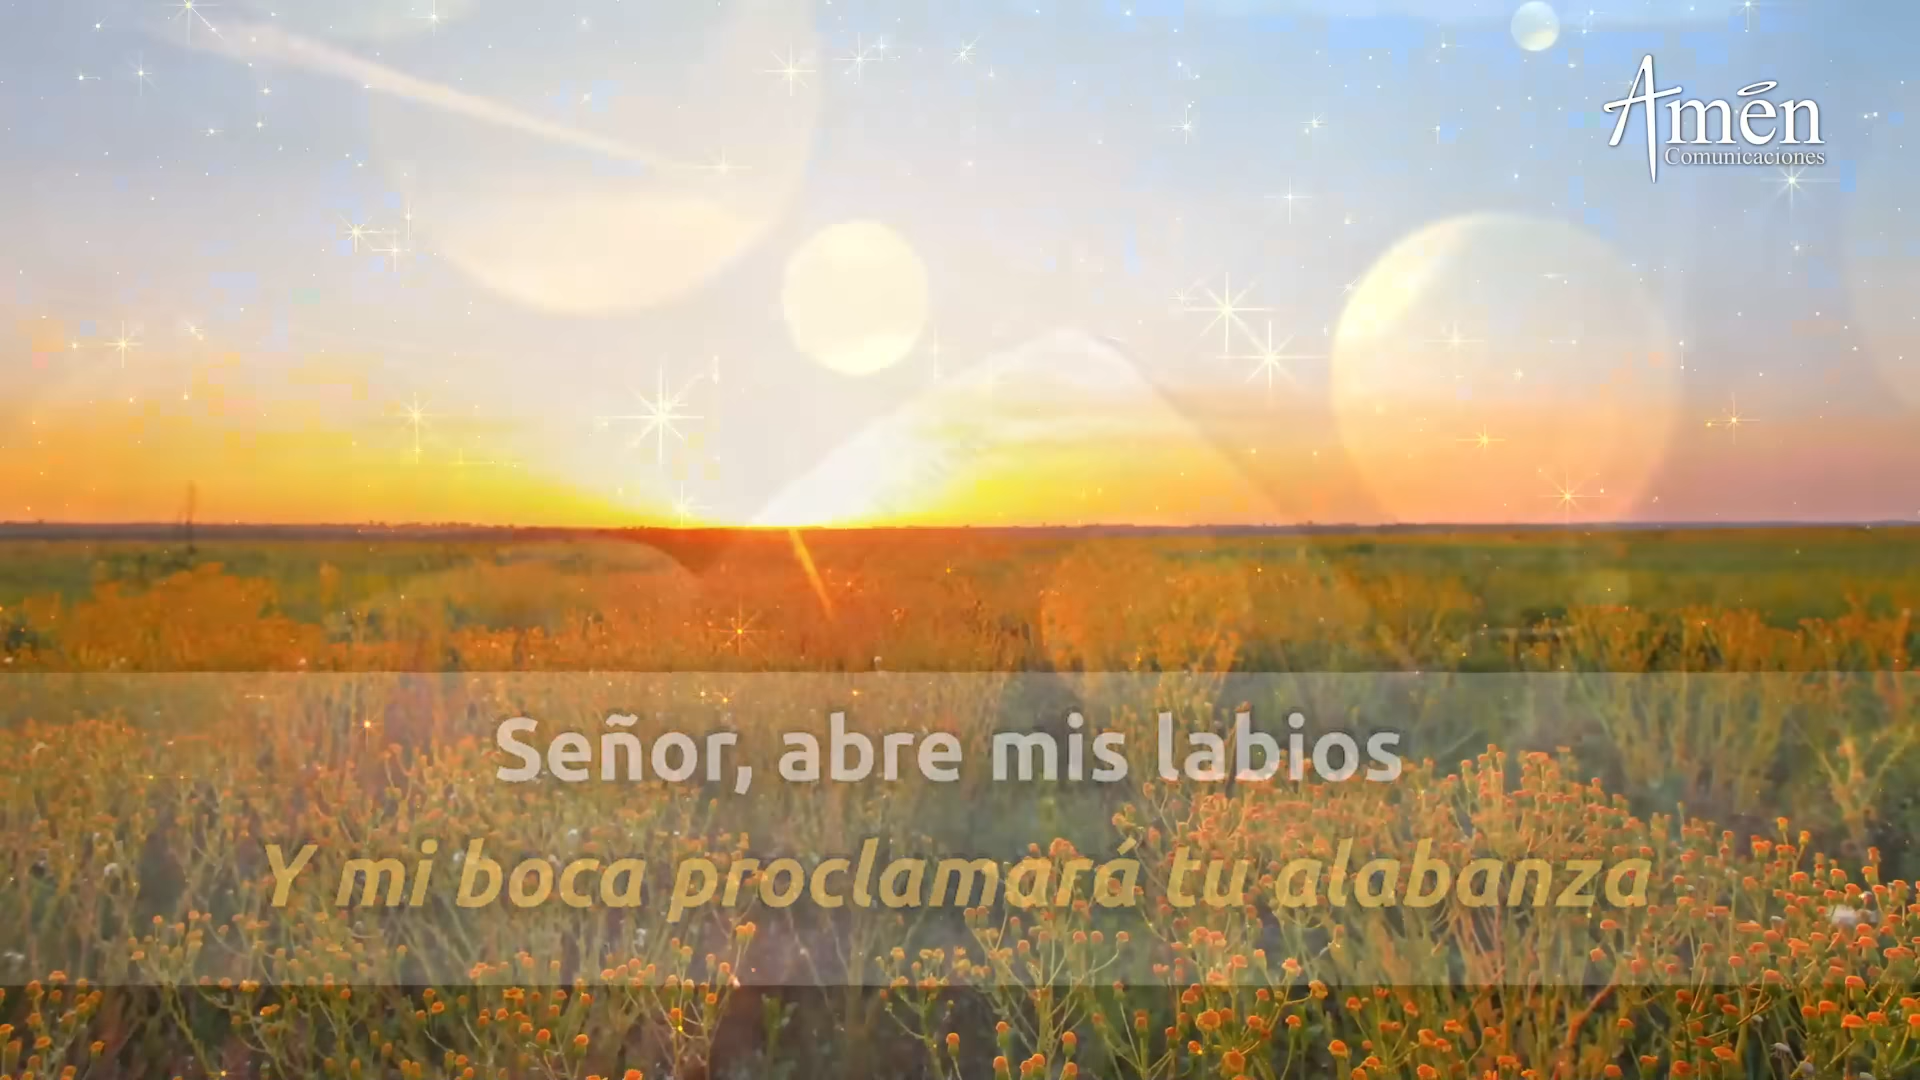 Amén
Comunicaciones
Señor, abre mis labios
Y mi boca proclamará tu alabanza